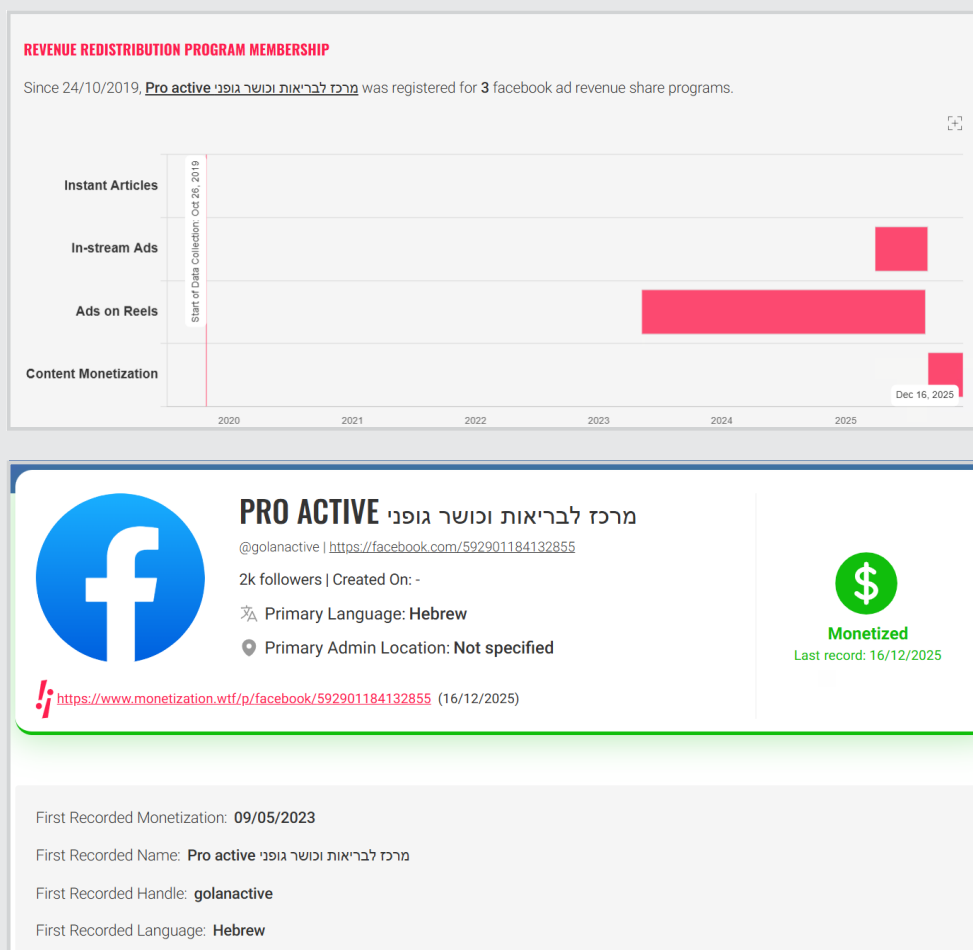 REVENUE REDISTRIBUTION PROGRAM MEMBERSHIP
Since 24/10/2019, Pro active מרכז לבריאות וכושר גופני was registered for 3 facebook ad revenue share programs.
Start of Data Collection: Oct 26, 2019
Instant Articles
In-stream Ads
Ads on Reels
Content Monetization
Dec 16, 2025
2020 2021 2022 2023 2024 2025
PRO ACTIVE מרכז לבריאות וכושר גופני
@golanactive | https://facebook.com/592901184132855
2k followers | Created On: -
Primary Language: Hebrew
Primary Admin Location: Not specified
https://www.monetization.wtf/p/facebook/592901184132855 (16/12/2025)
Monetized
Last record: 16/12/2025
First Recorded Monetization: 09/05/2023
First Recorded Name: Pro active מרכז לבריאות וכושר גופני
First Recorded Handle: golanactive
First Recorded Language: Hebrew